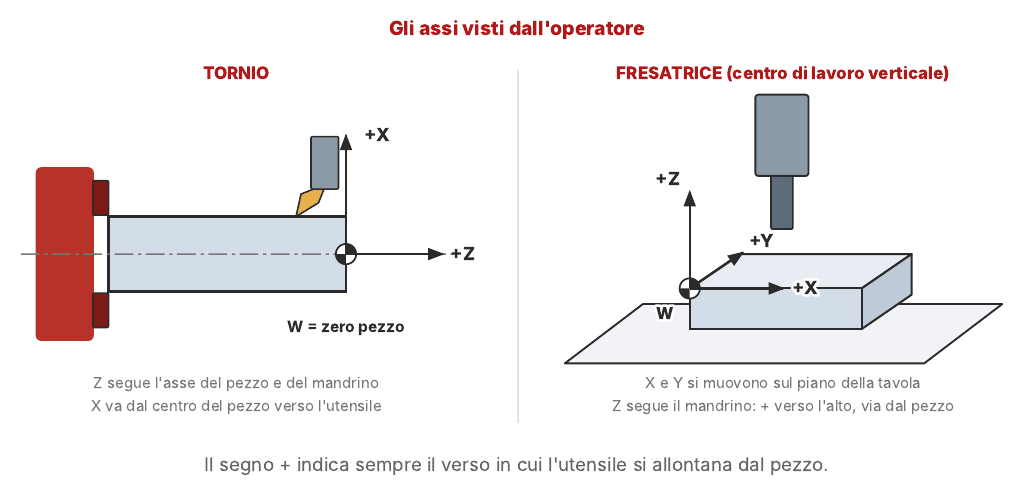 Gli assi visti dall'operatore
TORNIO
+X
+Z
W = zero pezzo
Z segue l'asse del pezzo e del mandrino
X va dal centro del pezzo verso l'utensile
FRESATRICE (centro di lavoro verticale)
+Z
+Y
+X
W
X e Y si muovono sul piano della tavola
Z segue il mandrino: + verso l'alto, via dal pezzo
Il segno + indica sempre il verso in cui l'utensile si allontana dal pezzo.